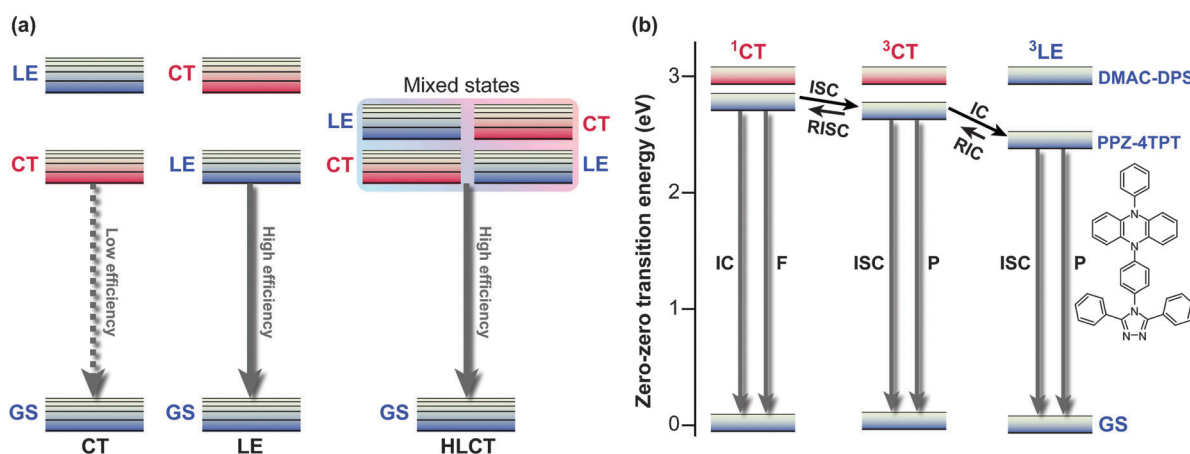 (a)
LE
CT
CT
LE
Mixed states
LE
CT
CT
LE
Low efficiency
High efficiency
High efficiency
GS
GS
GS
CT
LE
HLCT
(b)
Zero-zero transition energy (eV)
3
2
1
0
1CT
3CT
3LE
ISC
RISC
IC
RIC
DMAC-DPS
PPZ-4TPT
IC
F
ISC
P
ISC
P
N
N
N
N
N
GS